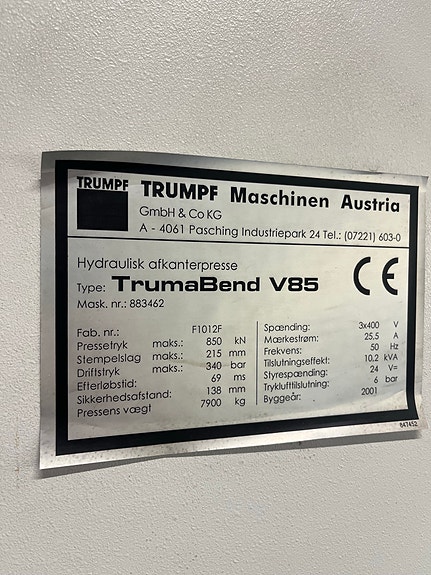 TRUMPF
TRUMPF Maschinen Austria
GmbH & Co KG
A - 4061 Pasching Industriepark 24 Tel.: (07221) 603-0
Hydraulisk afkanterpresse
Type: TrumaBend V85
CE
Mask. nr.: 883462
Fab. nr.: F1012F
Pressetryk maks.: 850 kN
Stempelslag maks.: 215 mm
Driftstryk maks.: 340 bar
Efterløbstid: 69 ms
Sikkerhedsafstand: 138 mm
Pressens vægt 7900 kg
Spænding: 3x400 V
Mærkestrøm: 25.5 A
Frekvens: 50 Hz
Tilslutningseffekt: 10,2 kVA
Styrespænding: 24 V=
Tryklufttilslutning: 6 bar
Byggeår: 2001
847452